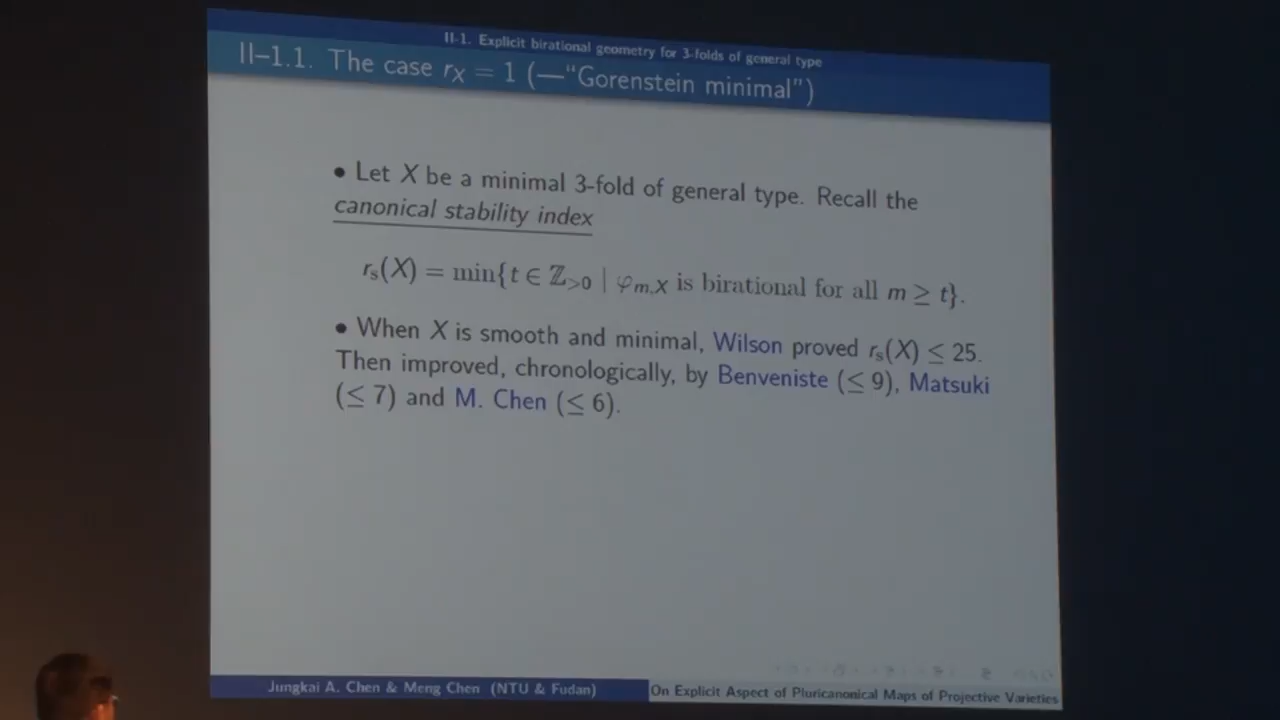 II-1. Explicit birational geometry for 3-folds of general type
II–1.1. The case r_X = 1 (—“Gorenstein minimal”)
• Let X be a minimal 3-fold of general type. Recall the
canonical stability index
r_s(X) = min{t ∈ ℤ_{>0} | φ_{m,X} is birational for all m ≥ t}.
• When X is smooth and minimal, Wilson proved r_s(X) ≤ 25.
Then improved, chronologically, by Benveniste (≤ 9), Matsuki
(≤ 7) and M. Chen (≤ 6).
Jungkai A. Chen & Meng Chen (NTU & Fudan)
On Explicit Aspect of Pluricanonical Maps of Projective Varieties